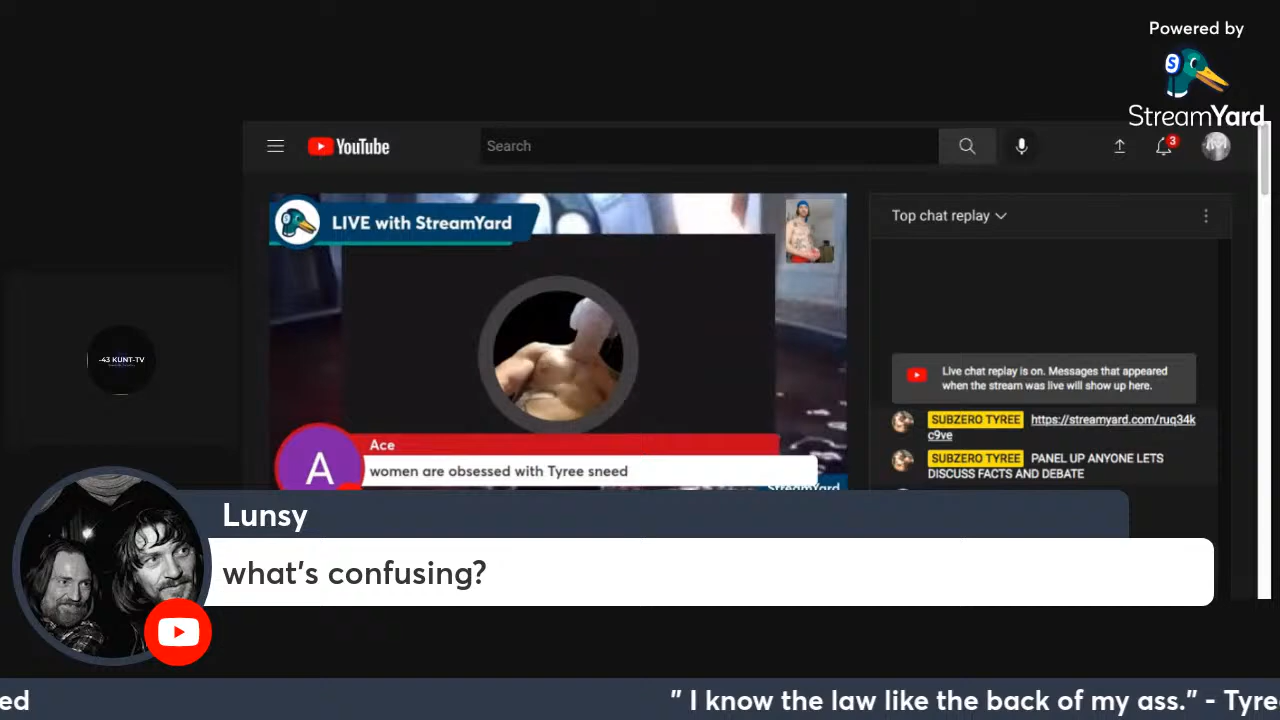 Powered by
StreamYard
YouTube
Search
3
LIVE with StreamYard
Top chat replay
-43 KUNT-TV
Live chat replay is on. Messages that appeared
when the stream was live will show up here.
SUBZERO TYREE https://streamyard.com/ruq34k
c9ve
SUBZERO TYREE PANEL UP ANYONE LETS
DISCUSS FACTS AND DEBATE
A
Ace
women are obsessed with Tyree sneed
StreamYard
Lunsy
what's confusing?
ed
" I know the law like the back of my ass." - Tyre